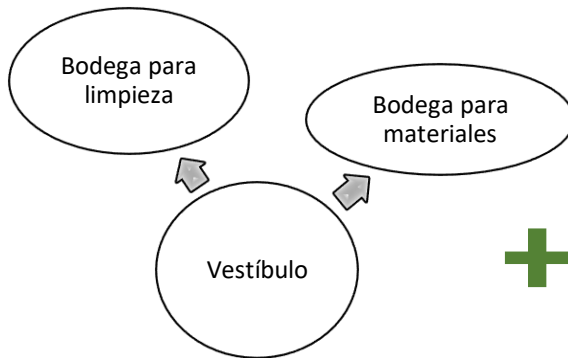 Bodega para
limpieza
Bodega para
materiales
Vestíbulo